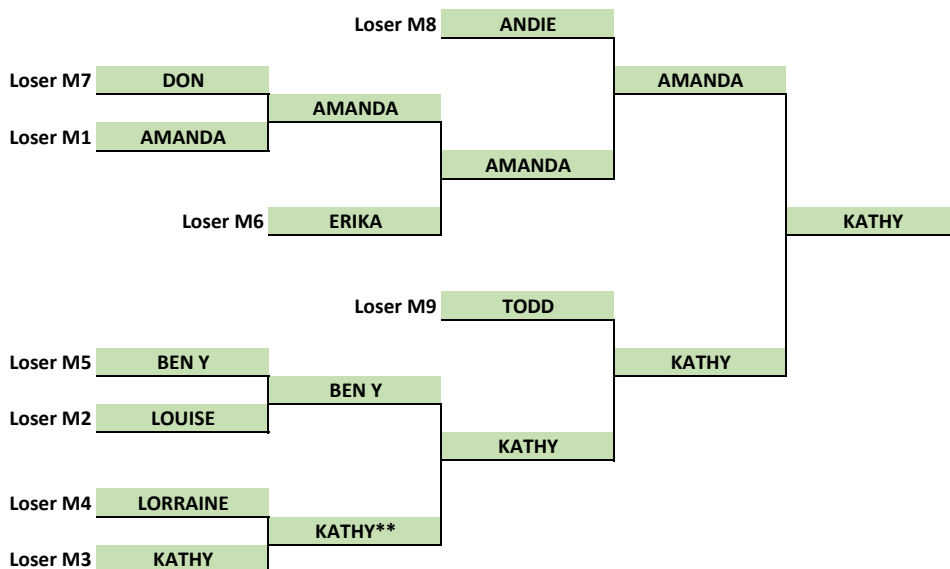 Loser M8 ANDIE
Loser M7 DON AMANDA
AMANDA
Loser M1 AMANDA
AMANDA
Loser M6 ERIKA KATHY
Loser M9 TODD
Loser M5 BEN Y KATHY
BEN Y
Loser M2 LOUISE
KATHY
Loser M4 LORRAINE
KATHY**
Loser M3 KATHY